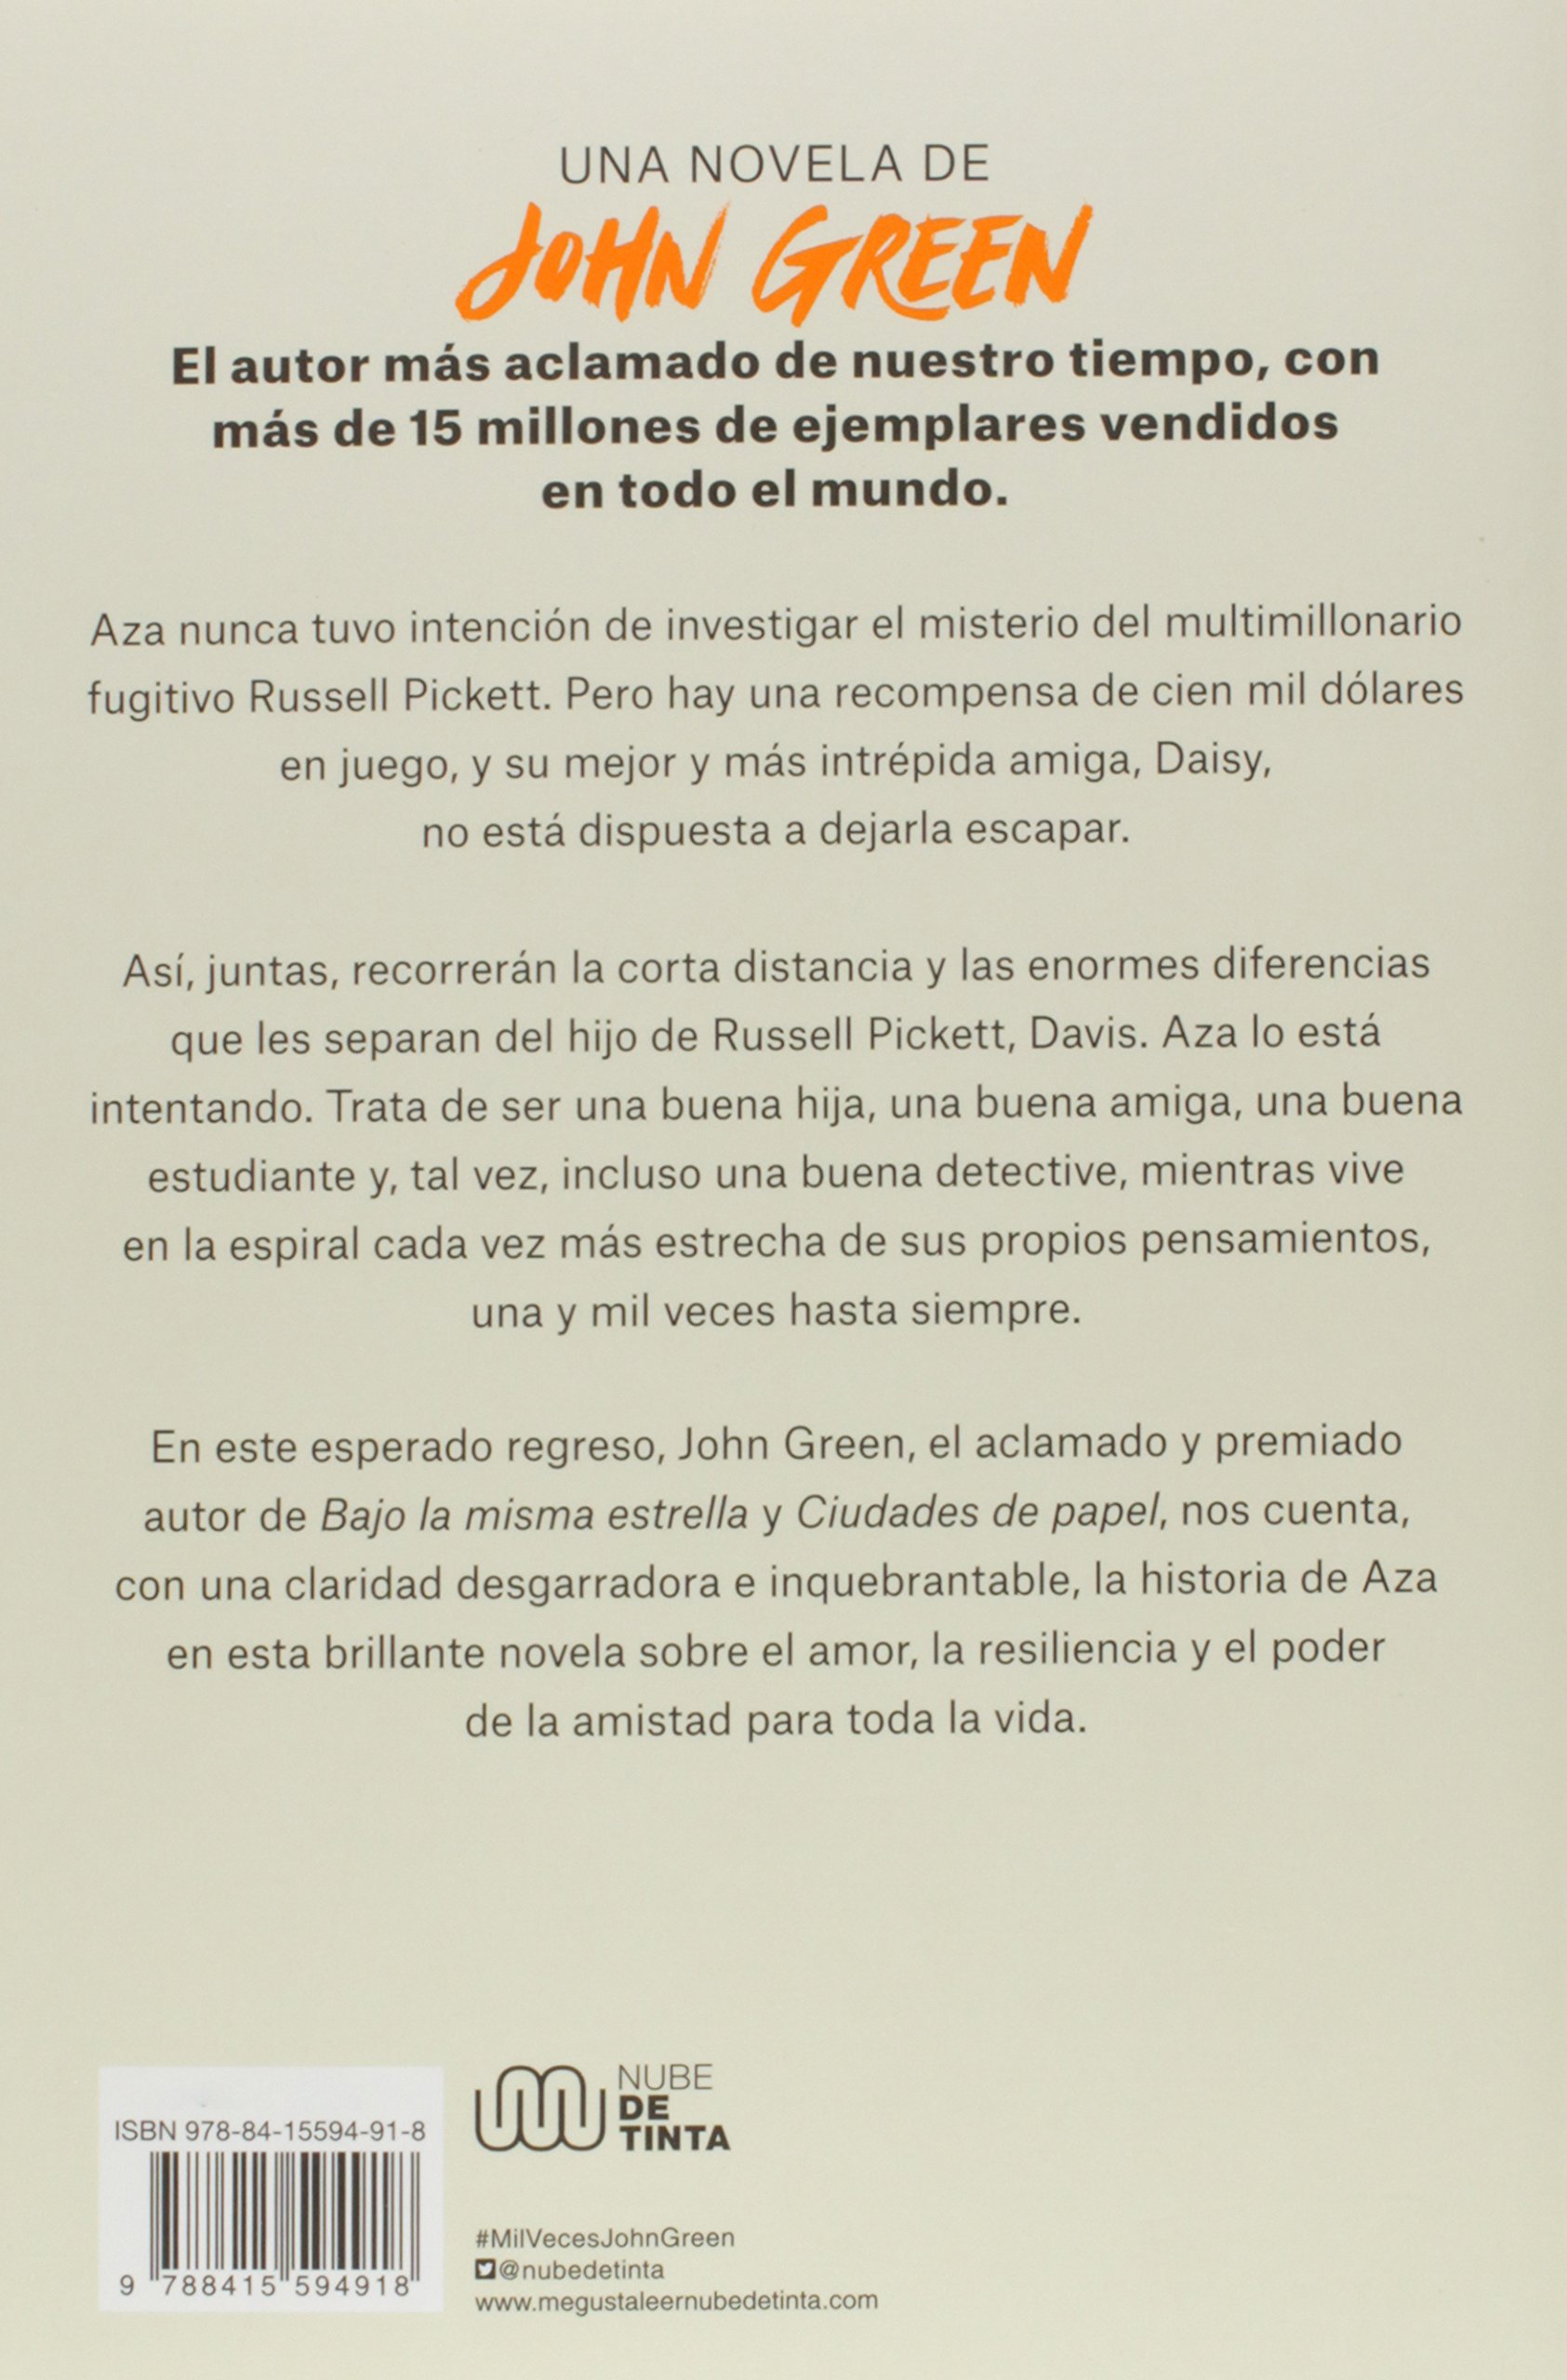 UNA NOVELA DE
JOHN GREEN
El autor más aclamado de nuestro tiempo, con
más de 15 millones de ejemplares vendidos
en todo el mundo.
Aza nunca tuvo intención de investigar el misterio del multimillonario
fugitivo Russell Pickett. Pero hay una recompensa de cien mil dólares
en juego, y su mejor y más intrépida amiga, Daisy,
no está dispuesta a dejarla escapar.
Así, juntas, recorrerán la corta distancia y las enormes diferencias
que les separan del hijo de Russell Pickett, Davis. Aza lo está
intentando. Trata de ser una buena hija, una buena amiga, una buena
estudiante y, tal vez, incluso una buena detective, mientras vive
en la espiral cada vez más estrecha de sus propios pensamientos,
una y mil veces hasta siempre.
En este esperado regreso, John Green, el aclamado y premiado
autor de Bajo la misma estrella y Ciudades de papel, nos cuenta,
con una claridad desgarradora e inquebrantable, la historia de Aza
en esta brillante novela sobre el amor, la resiliencia y el poder
de la amistad para toda la vida.
ISBN 978-84-15594-91-8
9 788415 594918
NUBE
DE
TINTA
#MilVecesJohnGreen
@nubedetinta
www.megustaleernubedetinta.com